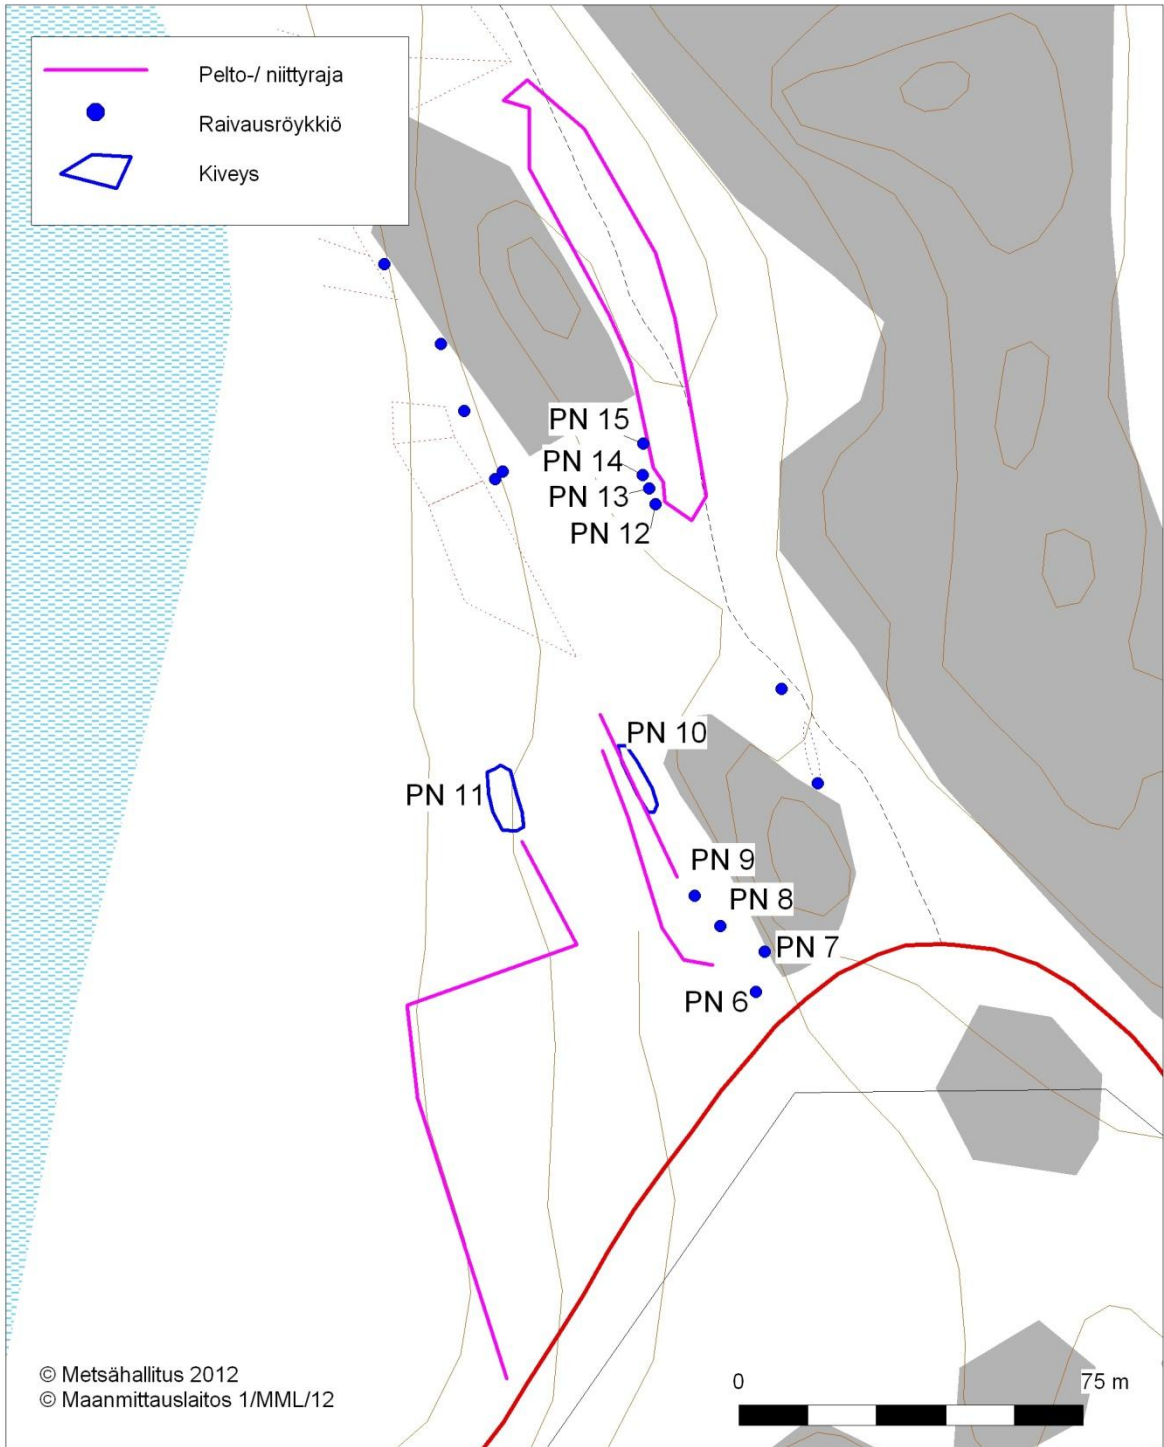 Pelto-/ niittyraja
Raivausröykkiö
Kiveys
PN 15
PN 14
PN 13
PN 12
PN 10
PN 11
PN 9
PN 8
PN 7
PN 6
© Metsähallitus 2012
© Maanmittauslaitos 1/MML/12
0 75 m